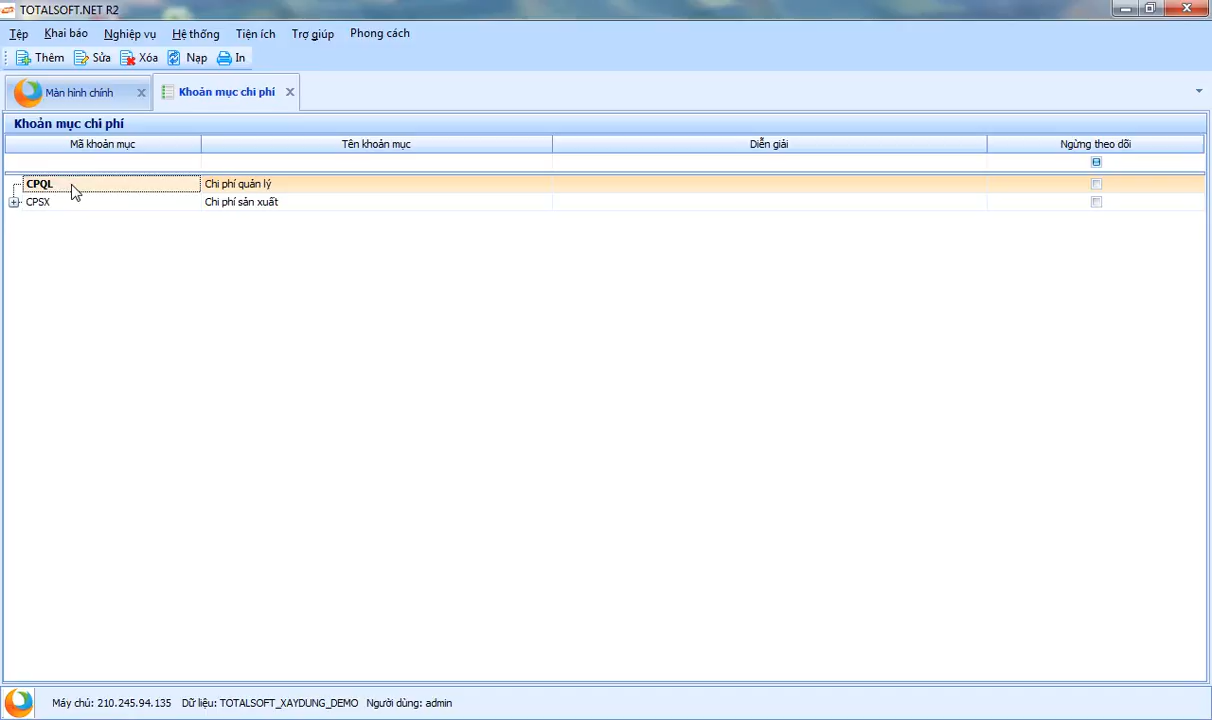 TOTALSOFT.NET R2
Tệp Khai báo Nghiệp vụ Hệ thống Tiện ích Trợ giúp Phong cách
Thêm Sửa Xóa Nạp In
Màn hình chính Khoản mục chi phí
Khoản mục chi phí
Mã khoản mục Tên khoản mục Diễn giải Ngừng theo dõi
CPQL Chi phí quản lý
CPSX Chi phí sản xuất
Máy chủ: 210.245.94.135 Dữ liệu: TOTALSOFT_XAYDUNG_DEMO Người dùng: admin